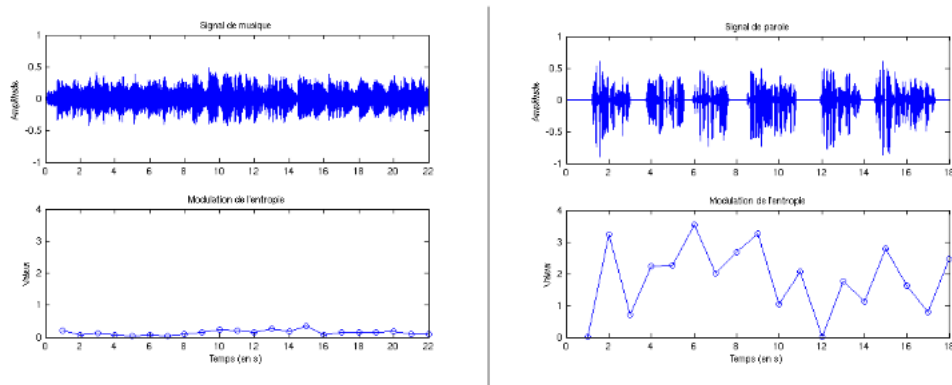 Signal de musique
1
0.5
0
-0.5
-1
Amplitude
0 2 4 6 8 10 12 14 16 18 20 22
Modulation de l'entropie
4
3
2
1
0
Valeur
0 2 4 6 8 10 12 14 16 18 20 22
Temps (en s)
Signal de parole
1
0.5
0
-0.5
-1
Amplitude
0 2 4 6 8 10 12 14 16 18
Modulation de l'entropie
4
3
2
1
0
Valeur
0 2 4 6 8 10 12 14 16 18
Temps (en s)